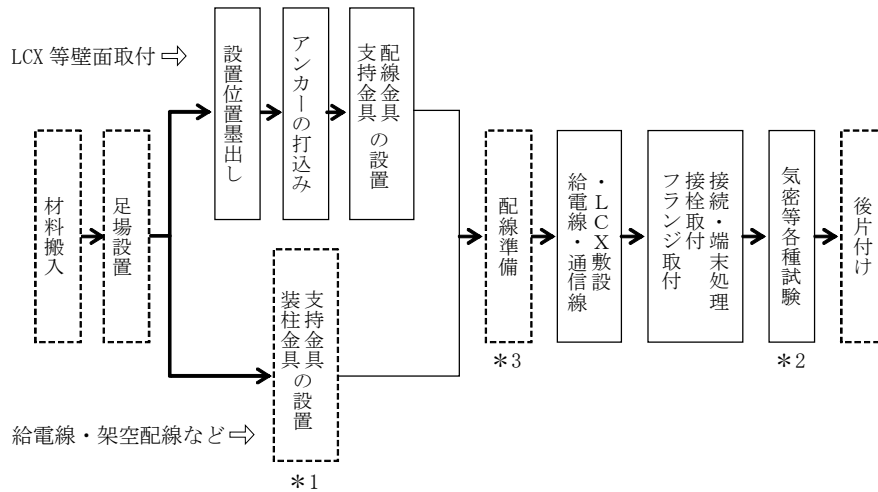 LCX 等壁面取付⇨
設置位置墨出し
アンカーの打込み
配線金具
支持金具
の設置
材料搬入
足場設置
支持金具
装柱金具
の設置
*1
給電線・架空配線など⇨
配線準備
*3
・LCX敷設
給電線・通信線
接続・端末処理
接栓取付
フランジ取付
気密等各種試験
*2
後片付け